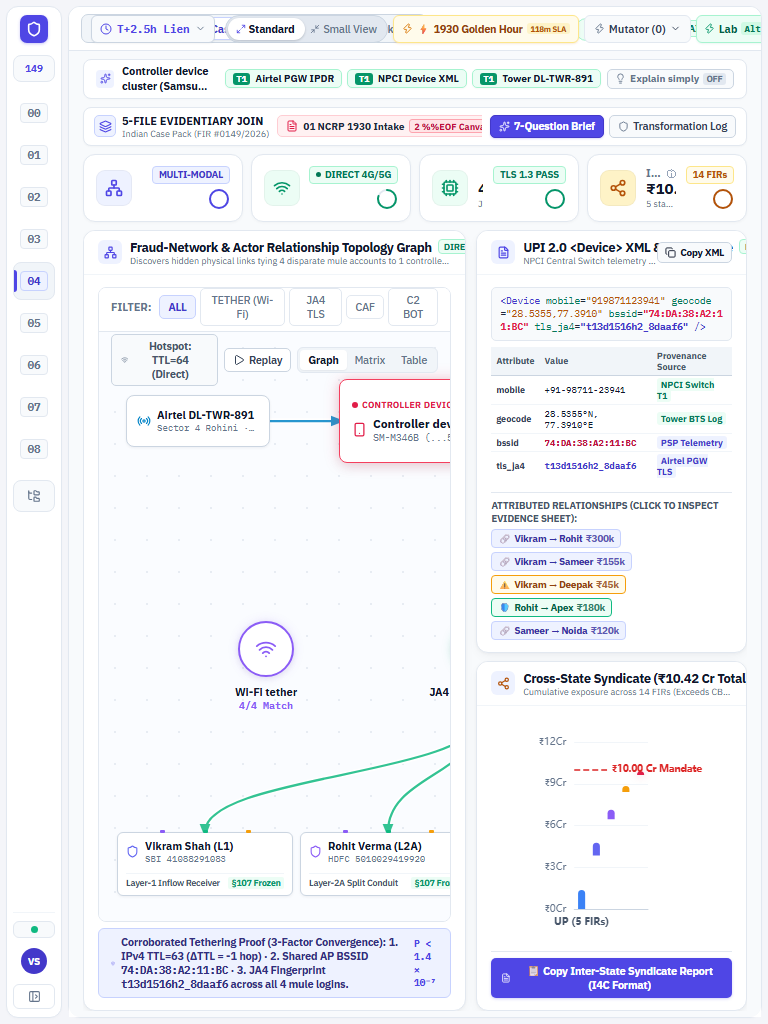 149
00
01
02
03
04
05
06
07
08
VS
T+2.5h Lien
Standard
Small View
1930 Golden Hour
118m SLA
Mutator (0)
Lab
Alt
Controller device
cluster (Samsu...
T1 Airtel PGW IPDR
T1 NPCI Device XML
T1 Tower DL-TWR-891
Explain simply OFF
5-FILE EVIDENTIARY JOIN
Indian Case Pack (FIR #0149/2026)
01 NCRP 1930 Intake
2 %%EOF Canva
7-Question Brief
Transformation Log
MULTI-MODAL
DIRECT 4G/5G
TLS 1.3 PASS
14 FIRs
I...
₹10.
5 sta...
Fraud-Network & Actor Relationship Topology Graph
DIRE
Discovers hidden physical links tying 4 disparate mule accounts to 1 controlle...
FILTER:
ALL
TETHER (Wi-
Fi)
JA4
TLS
CAF
C2
BOT
Hotspot:
TTL=64
(Direct)
Replay
Graph
Matrix
Table
Airtel DL-TWR-891
Sector 4 Rohini -…
CONTROLLER DEVIC
Controller dev
SM-M346B (...5
Wi-Fi tether
4/4 Match
JA4
Vikram Shah (L1)
SBI 41088291083
Layer-1 Inflow Receiver
§107 Frozen
Rohit Verma (L2A)
HDFC 5010029419920
Layer-2A Split Conduit
§107 Fro
Corroborated Tethering Proof (3-Factor Convergence): 1.
IPv4 TTL=63 (ΔTTL = -1 hop) · 2. Shared AP BSSID
74:DA:38:A2:11:BC · 3. JA4 Fingerprint
t13d1516h2_8daaf6 across all 4 mule logins.
P <
1.4
×
10⁻⁷
UPI 2.0 <Device> XML &
Copy XML
NPCI Central Switch telemetry ...
<Device mobile="919871123941" geocode
="28.5355,77.3910" bssid="74:DA:38:A2:1
1:BC" tls_ja4="t13d1516h2_8daaf6" />
Attribute Value Provenance
Source
mobile +91-98711-23941 NPCI Switch
T1
geocode 28.5355°N,
77.3910°E Tower BTS Log
bssid 74:DA:38:A2:11:BC PSP Telemetry
tls_ja4 t13d1516h2_8daaf6 Airtel PGW
TLS
ATTRIBUTED RELATIONSHIPS (CLICK TO INSPECT
EVIDENCE SHEET):
Vikram → Rohit ₹300k
Vikram → Sameer ₹155k
Vikram → Deepak ₹45k
Rohit → Apex ₹180k
Sameer → Noida ₹120k
Cross-State Syndicate (₹10.42 Cr Total
Cumulative exposure across 14 FIRs (Exceeds CB...
₹12Cr
₹10.00 Cr Mandate
₹9Cr
₹6Cr
₹3Cr
₹0Cr
UP (5 FIRs)
Copy Inter-State Syndicate Report
(I4C Format)